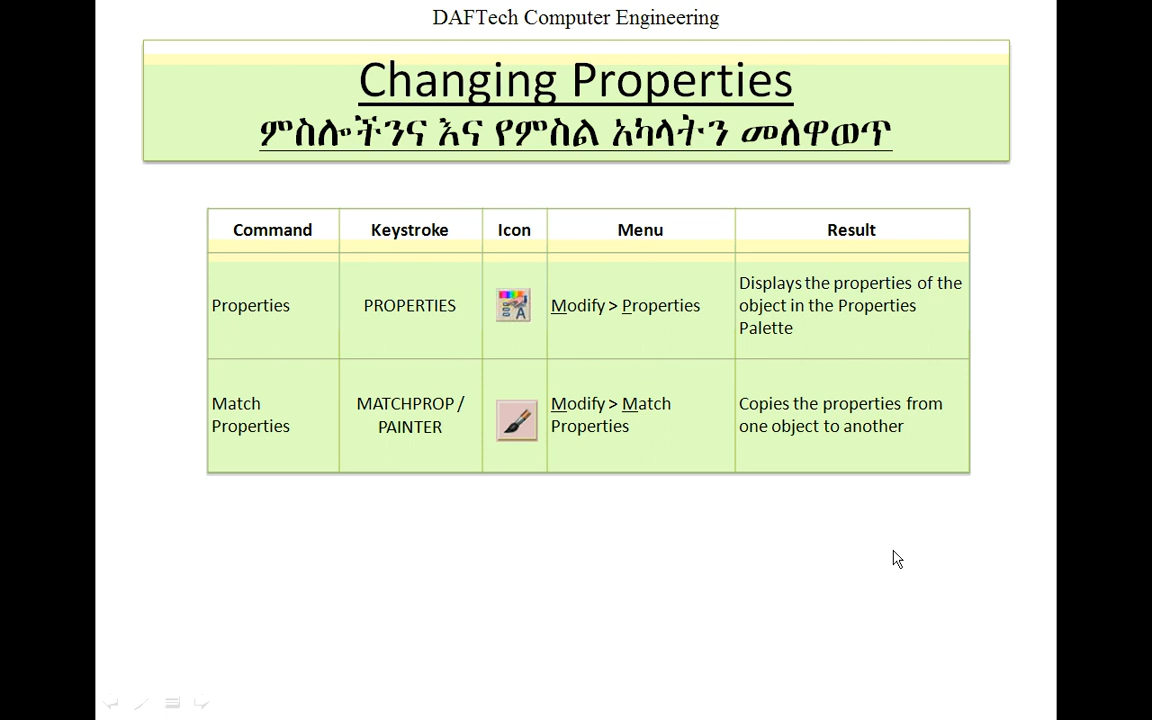 DAFTech Computer Engineering
Changing Properties
ምስሎችንና እና የምስል አካላትን መለዋወጥ
Command Keystroke Icon Menu Result
Properties PROPERTIES Modify > Properties Displays the properties of the
object in the Properties
Palette
Match
Properties
MATCHPROP /
PAINTER
Modify > Match
Properties
Copies the properties from
one object to another